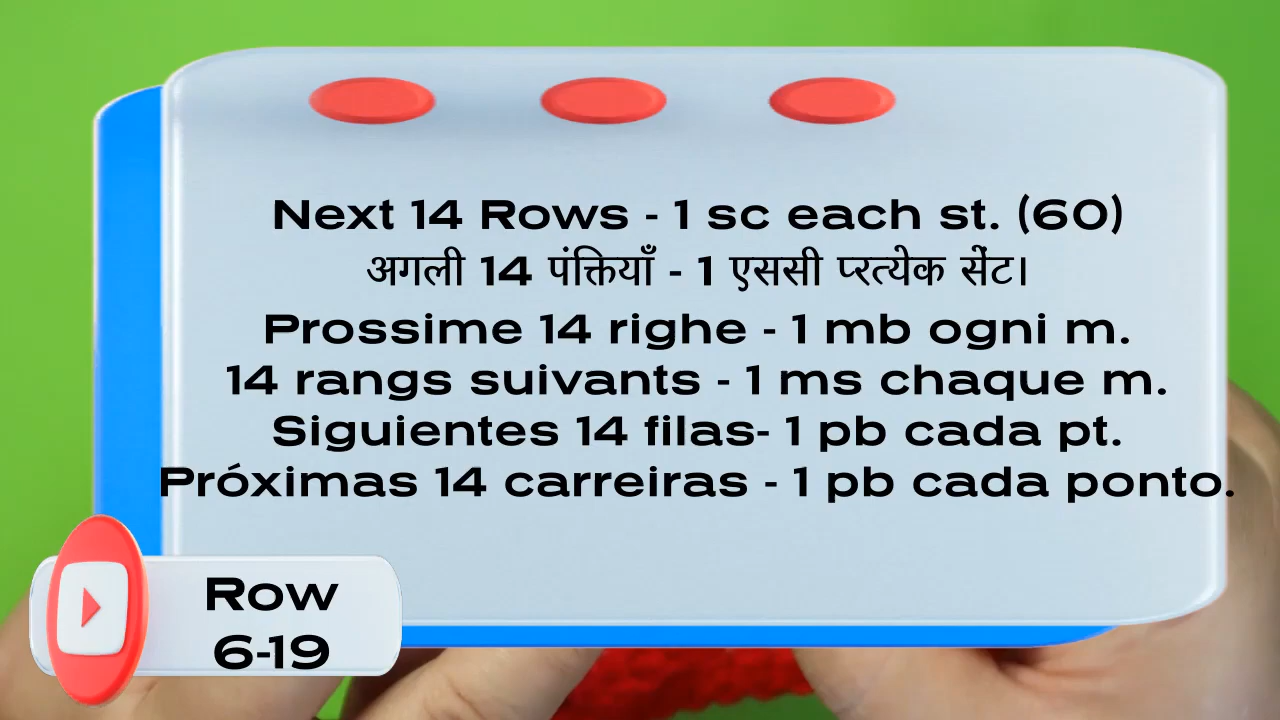 Next 14 Rows - 1 sc each st. (60)
अगली 14 पंक्तियाँ - 1 एससी प्रत्येक सेंट।
Prossime 14 righe - 1 mb ogni m.
14 rangs suivants - 1 ms chaque m.
Siguientes 14 filas- 1 pb cada pt.
Próximas 14 carreiras - 1 pb cada ponto.
Row
6-19